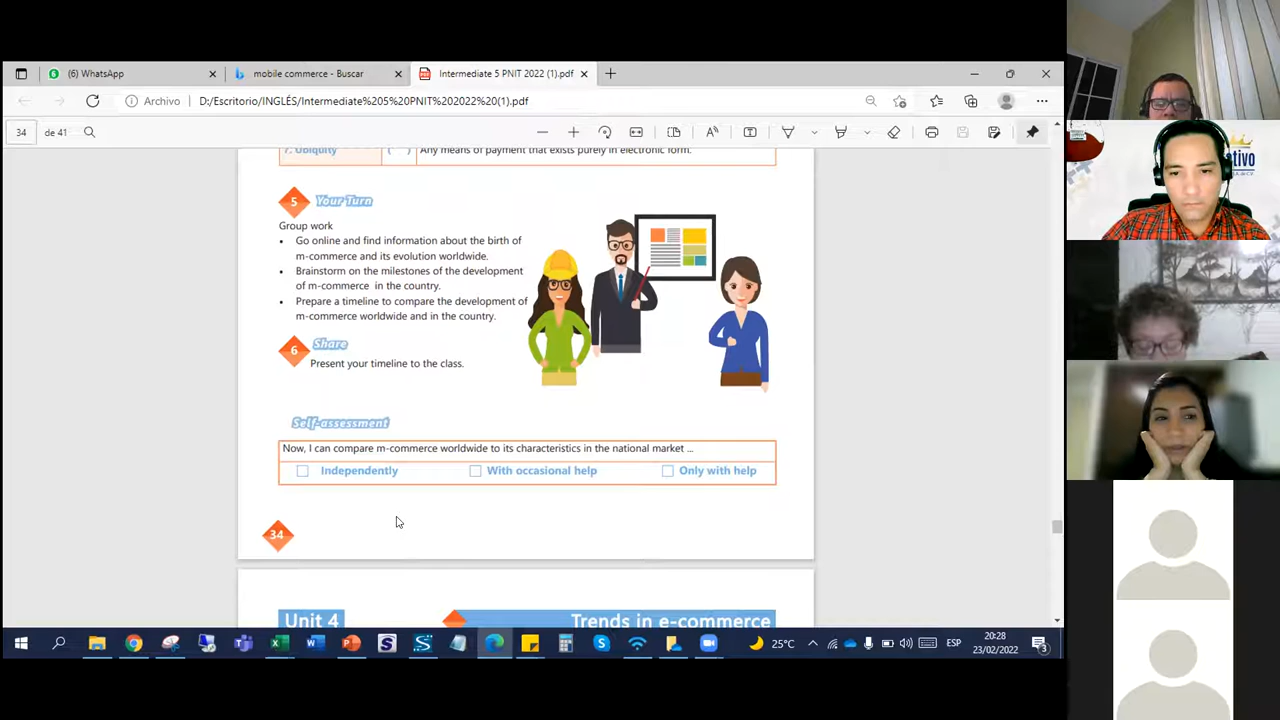 (6) WhatsApp
mobile commerce - Buscar
Intermediate 5 PNIT 2022 (1).pdf
Archivo
D:/Escritorio/INGLÉS/Intermediate%205%20PNIT%202022%20(1).pdf
34
de 41
7. Ubiquity
( )
Any means of payment that exists purely in electronic form.
5
Your Turn
Group work
• Go online and find information about the birth of
m-commerce and its evolution worldwide.
• Brainstorm on the milestones of the development
of m-commerce in the country.
• Prepare a timeline to compare the development of
m-commerce worldwide and in the country.
6
Share
Present your timeline to the class.
Self-assessment
Now, I can compare m-commerce worldwide to its characteristics in the national market ...
Independently
With occasional help
Only with help
34
Unit 4
Trends in e-commerce
25°C
ESP
20:28
23/02/2022
3